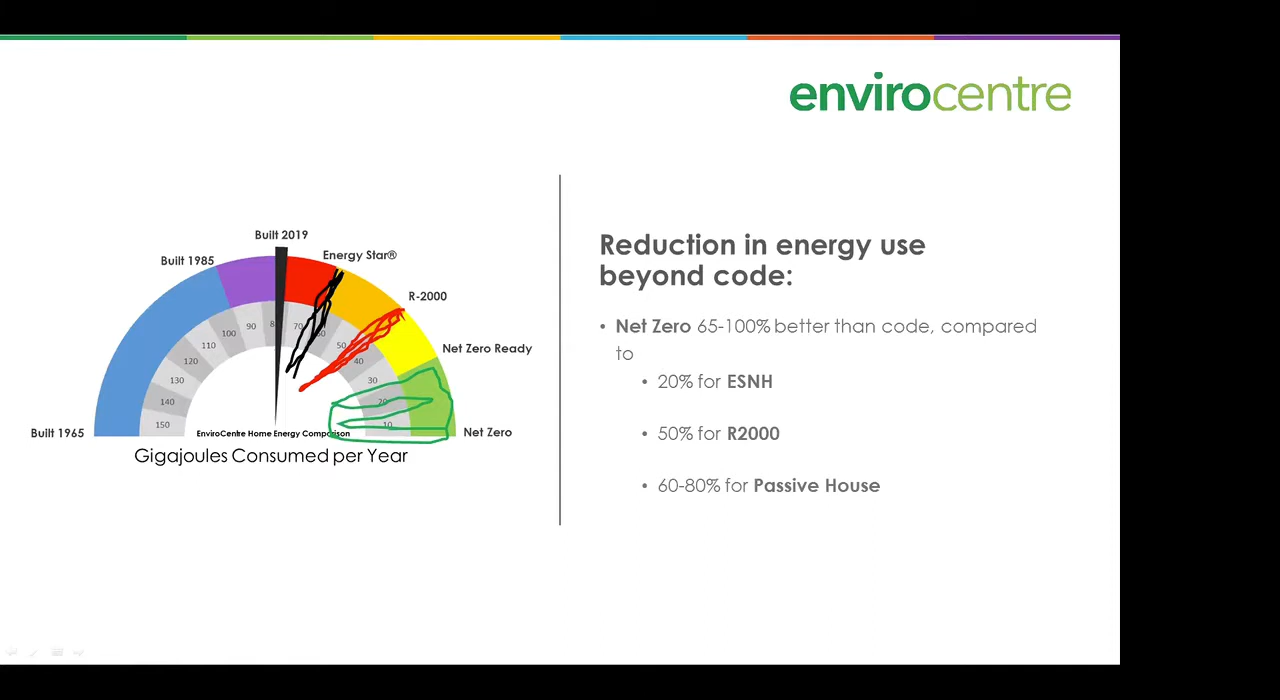 envirocentre
Built 2019
Energy Star®
Built 1985
R-2000
Net Zero Ready
Net Zero
Built 1965
150
140
130
120
110
100
90
8
70
60
50
40
30
20
10
EnviroCentre Home Energy Comparison
Gigajoules Consumed per Year
Reduction in energy use
beyond code:
• Net Zero 65-100% better than code, compared
to
• 20% for ESNH
• 50% for R2000
• 60-80% for Passive House